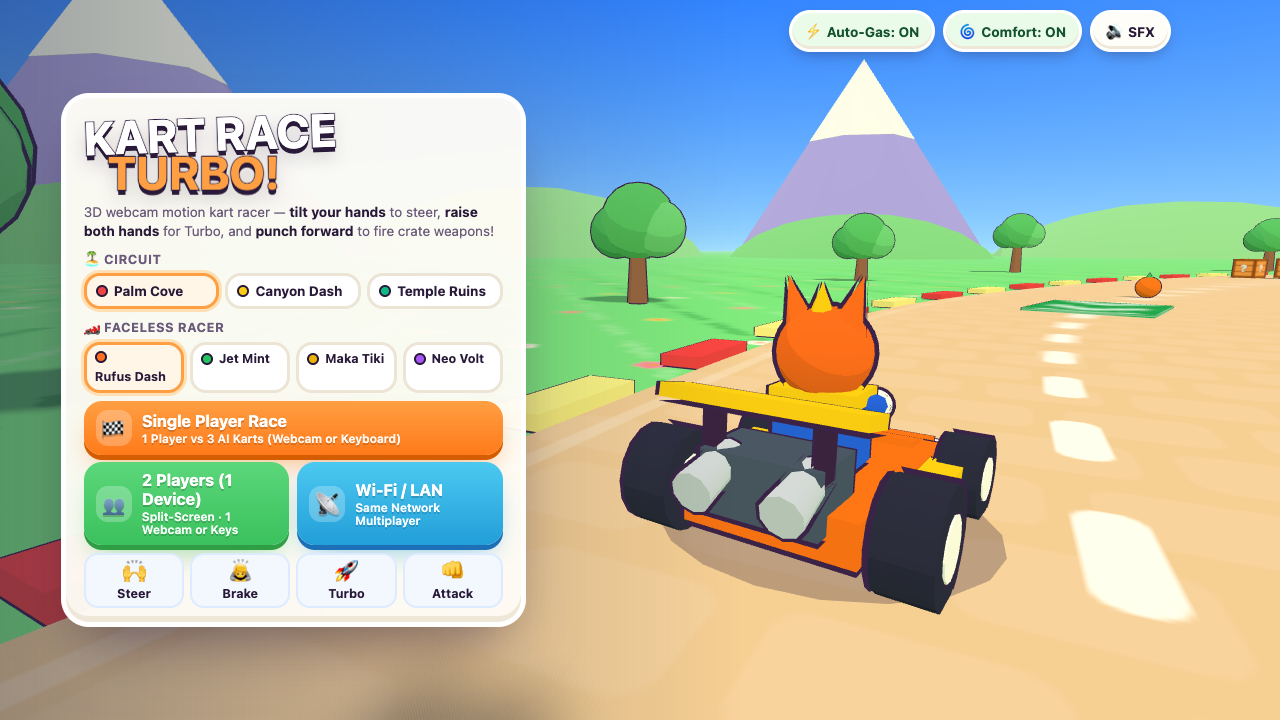 ⚡ Auto-Gas: ON
🌀 Comfort: ON
🔈 SFX
KART RACE
TURBO!
3D webcam motion kart racer — tilt your hands to steer, raise
both hands for Turbo, and punch forward to fire crate weapons!
🏝️ CIRCUIT
Palm Cove
Canyon Dash
Temple Ruins
🏎️ FACELESS RACER
Rufus Dash
Jet Mint
Maka Tiki
Neo Volt
Single Player Race
1 Player vs 3 AI Karts (Webcam or Keyboard)
2 Players (1
Device)
Split-Screen · 1
Webcam or Keys
Wi-Fi / LAN
Same Network
Multiplayer
Steer
Brake
Turbo
Attack